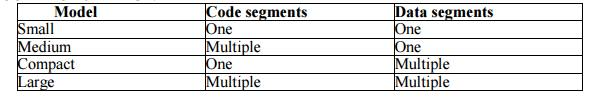 Model Code segments Data segments
Small One One
Medium Multiple One
Compact One Multiple
Large Multiple Multiple